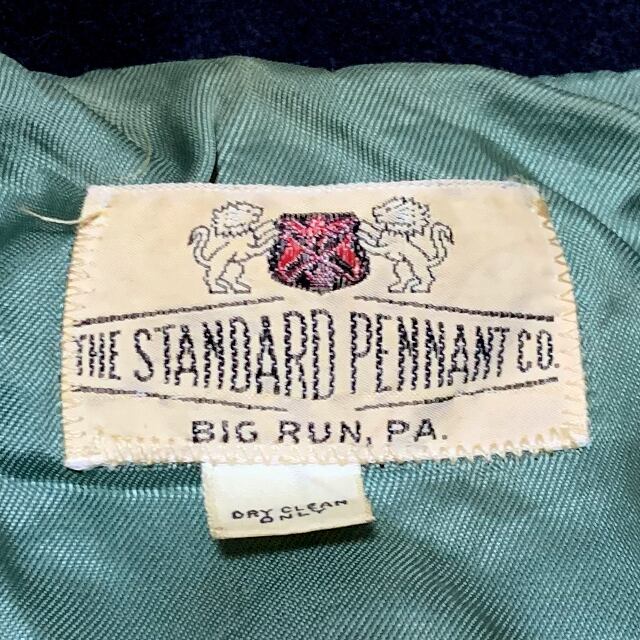 THE STANDARD PENNANT CO.
BIG RUN, PA.
DRY CLEAN
ONLY